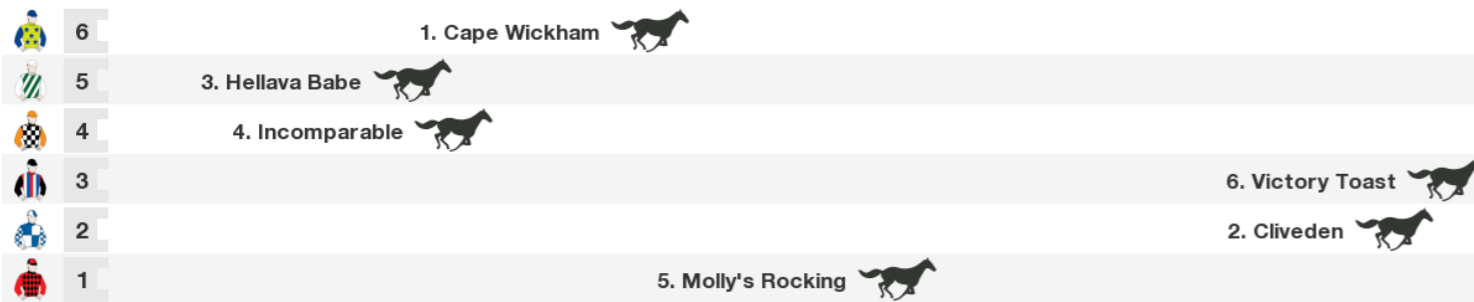 6 1. Cape Wickham
5 3. Hellava Babe
4 4. Incomparable
3 6. Victory Toast
2 2. Cliveden
1 5. Molly's Rocking